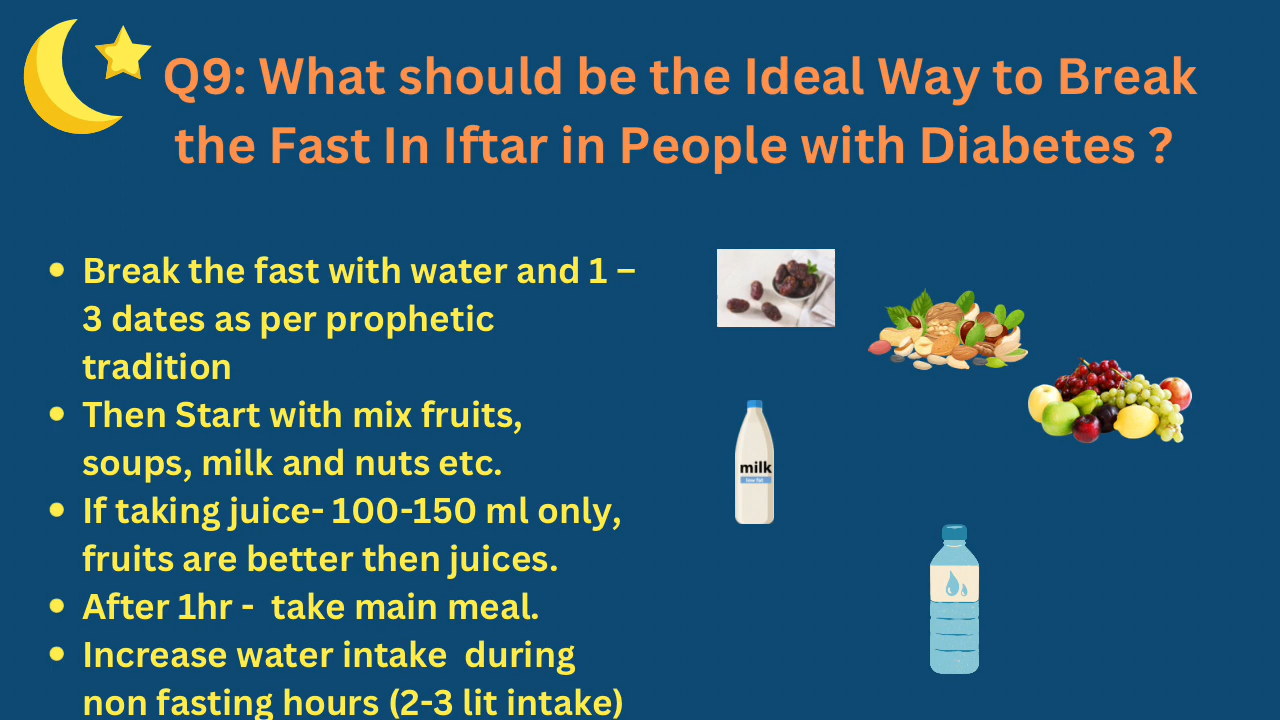 Q9: What should be the Ideal Way to Break
the Fast In Iftar in People with Diabetes ?
• Break the fast with water and 1 –
3 dates as per prophetic
tradition
• Then Start with mix fruits,
soups, milk and nuts etc.
• If taking juice- 100-150 ml only,
fruits are better then juices.
• After 1hr - take main meal.
• Increase water intake during
non fasting hours (2-3 lit intake)
milk
low fat